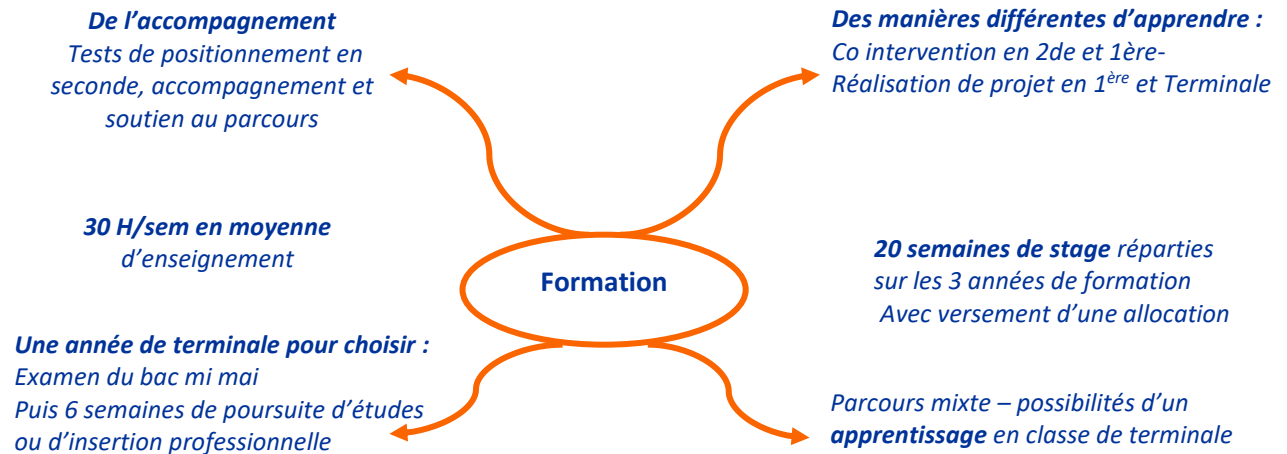 De l’accompagnement
Tests de positionnement en
seconde, accompagnement et
soutien au parcours
Des manières différentes d’apprendre :
Co intervention en 2de et 1ère-
Réalisation de projet en 1ère et Terminale
30 H/sem en moyenne
d’enseignement
Formation
20 semaines de stage réparties
sur les 3 années de formation
Avec versement d’une allocation
Une année de terminale pour choisir :
Examen du bac mi mai
Puis 6 semaines de poursuite d’études
ou d’insertion professionnelle
Parcours mixte – possibilités d’un
apprentissage en classe de terminale